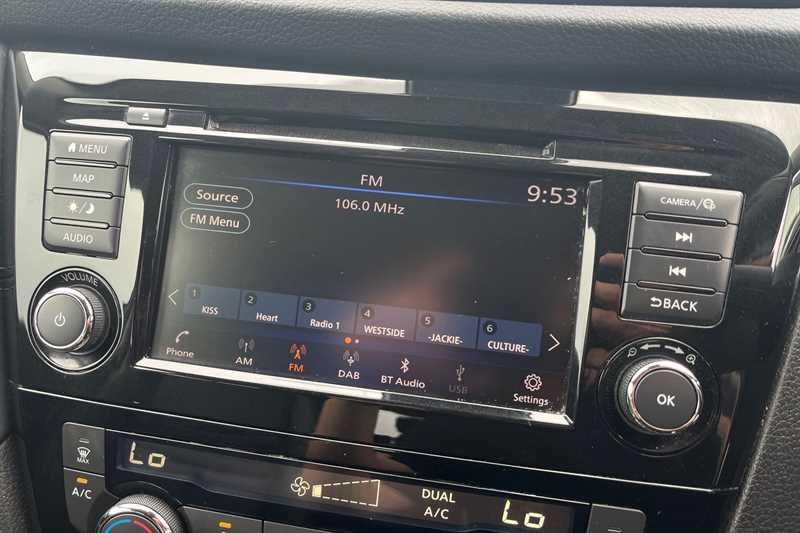 MENU
MAP
AUDIO
VOLUME
FM
9:53
Source
FM Menu
106.0 MHz
1 KISS
2 Heart
3 Radio 1
4 WESTSIDE
5 -JACKIE-
6 CULTURE-
Phone
AM
FM
DAB
BT Audio
USB
Settings
CAMERA/
BACK
OK
MAX
A/C
Lo
DUAL
A/C
Lo